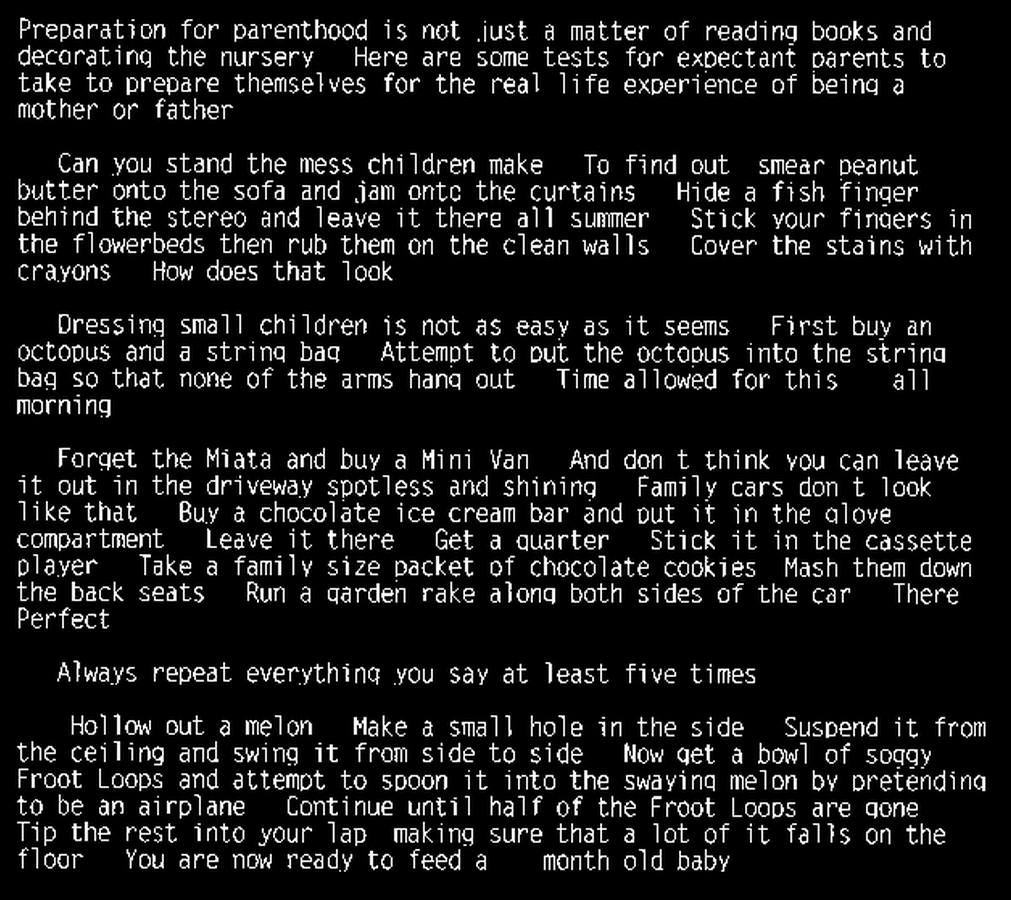 Preparation for parenthood is not just a matter of reading books and
decorating the nursery Here are some tests for expectant parents to
take to prepare themselves for the real life experience of being a
mother or father
Can you stand the mess children make To find out smear peanut
butter onto the sofa and jam onto the curtains Hide a fish finger
behind the stereo and leave it there all summer Stick your fingers in
the flowerbeds then rub them on the clean walls Cover the stains with
crayons How does that look
Dressing small children is not as easy as it seems First buy an
octopus and a string bag Attempt to put the octopus into the string
bag so that none of the arms hang out Time allowed for this all
morning
Forget the Miata and buy a Mini Van And don t think you can leave
it out in the driveway spotless and shining Family cars don t look
like that Buy a chocolate ice cream bar and put it in the glove
compartment Leave it there Get a quarter Stick it in the cassette
player Take a family size packet of chocolate cookies Mash them down
the back seats Run a garden rake along both sides of the car There
Perfect
Always repeat everything you say at least five times
Hollow out a melon Make a small hole in the side Suspend it from
the ceiling and swing it from side to side Now get a bowl of soggy
Froot Loops and attempt to spoon it into the swaying melon by pretending
to be an airplane Continue until half of the Froot Loops are gone
Tip the rest into your lap making sure that a lot of it falls on the
floor You are now ready to feed a month old baby